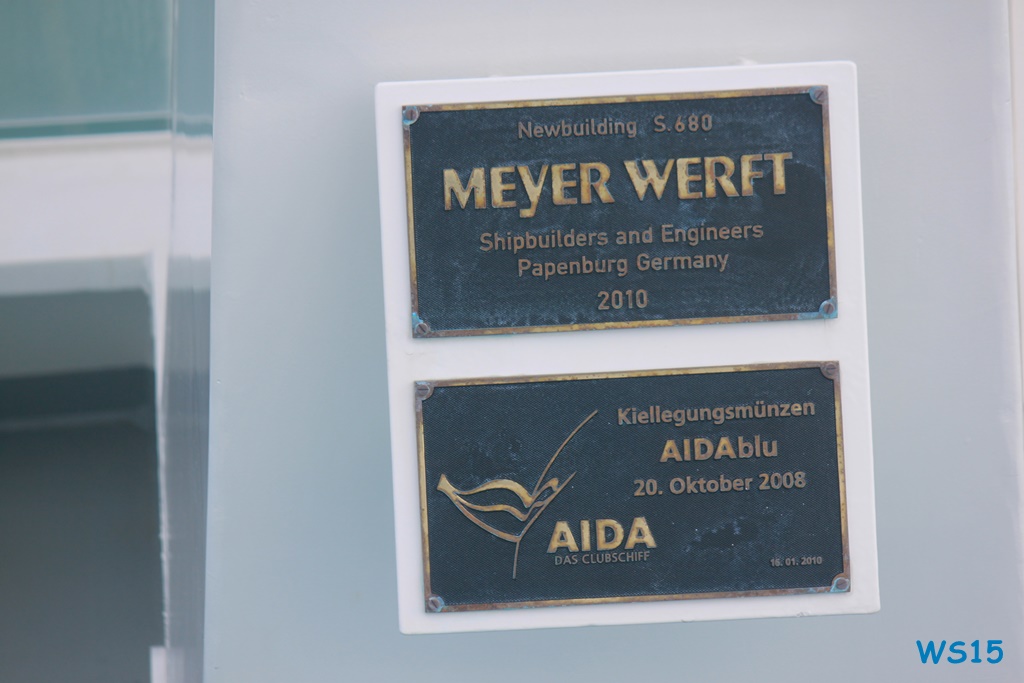 Newbuilding S.680
MEYER WERFT
Shipbuilders and Engineers
Papenburg Germany
2010
Kiellegungsmünzen
AIDAblu
20. Oktober 2008
AIDA
DAS CLUBSCHIFF
16. 01. 2010
WS15